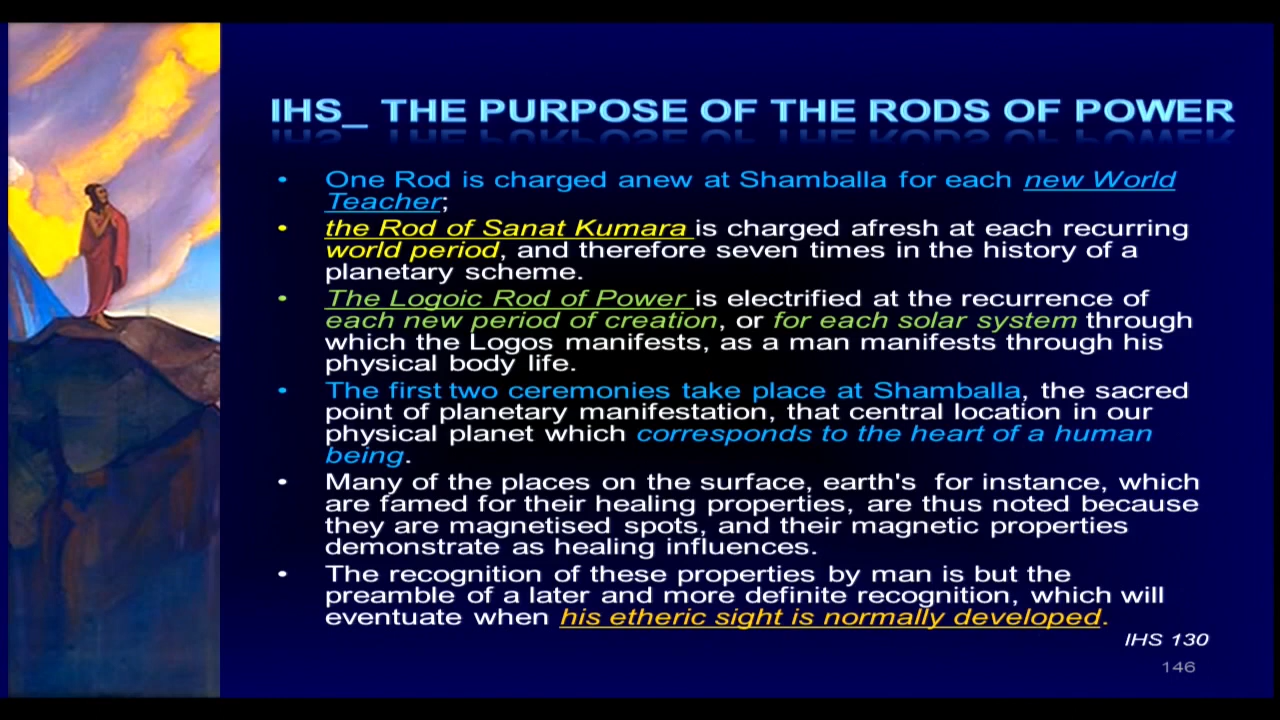 IHS_ THE PURPOSE OF THE RODS OF POWER
• One Rod is charged anew at Shamballa for each new World
Teacher;
• the Rod of Sanat Kumara is charged afresh at each recurring
world period, and therefore seven times in the history of a
planetary scheme.
• The Logoic Rod of Power is electrified at the recurrence of
each new period of creation, or for each solar system through
which the Logos manifests, as a man manifests through his
physical body life.
• The first two ceremonies take place at Shamballa, the sacred
point of planetary manifestation, that central location in our
physical planet which corresponds to the heart of a human
being.
• Many of the places on the surface, earth's for instance, which
are famed for their healing properties, are thus noted because
they are magnetised spots, and their magnetic properties
demonstrate as healing influences.
• The recognition of these properties by man is but the
preamble of a later and more definite recognition, which will
eventuate when his etheric sight is normally developed.
IHS 130
146